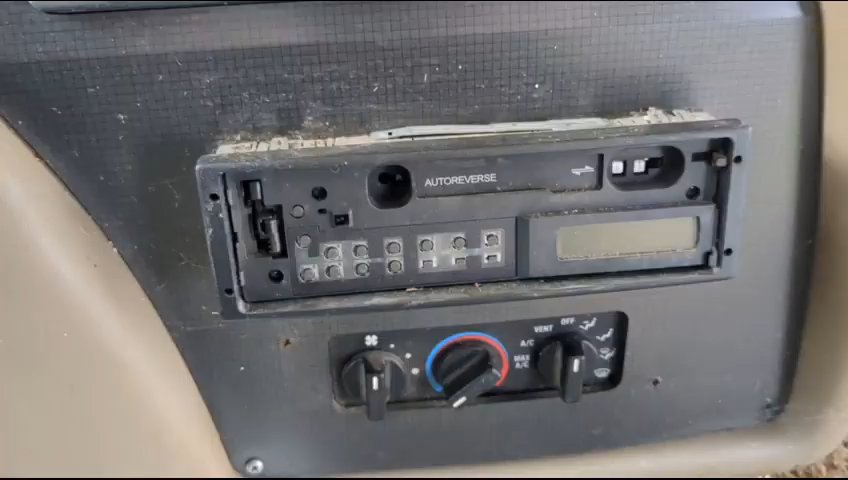 AUTOREVERSE
OFF
VENT
A/C
MAX
A/C